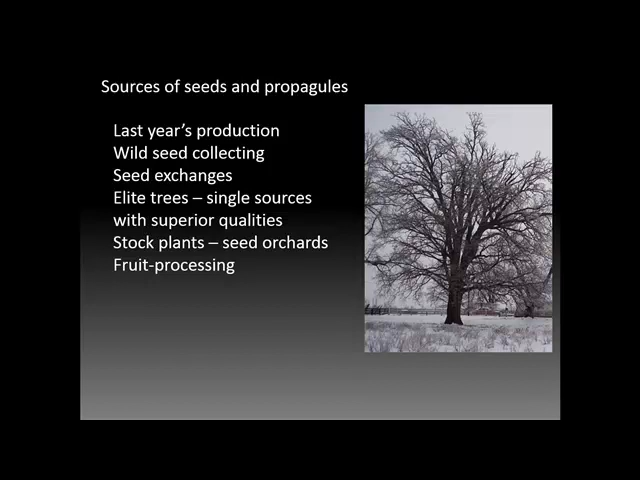 Sources of seeds and propagules
Last year's production
Wild seed collecting
Seed exchanges
Elite trees – single sources
with superior qualities
Stock plants – seed orchards
Fruit-processing